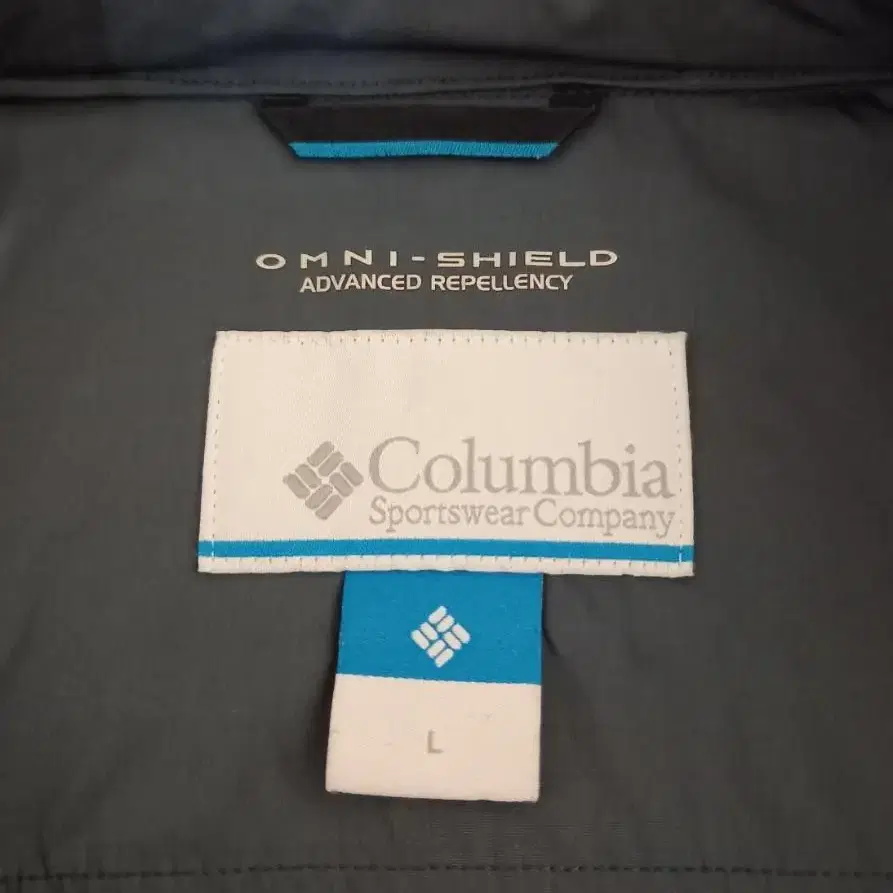 OMNI-SHIELD
ADVANCED REPELLENCY
Columbia
Sportswear Company
L